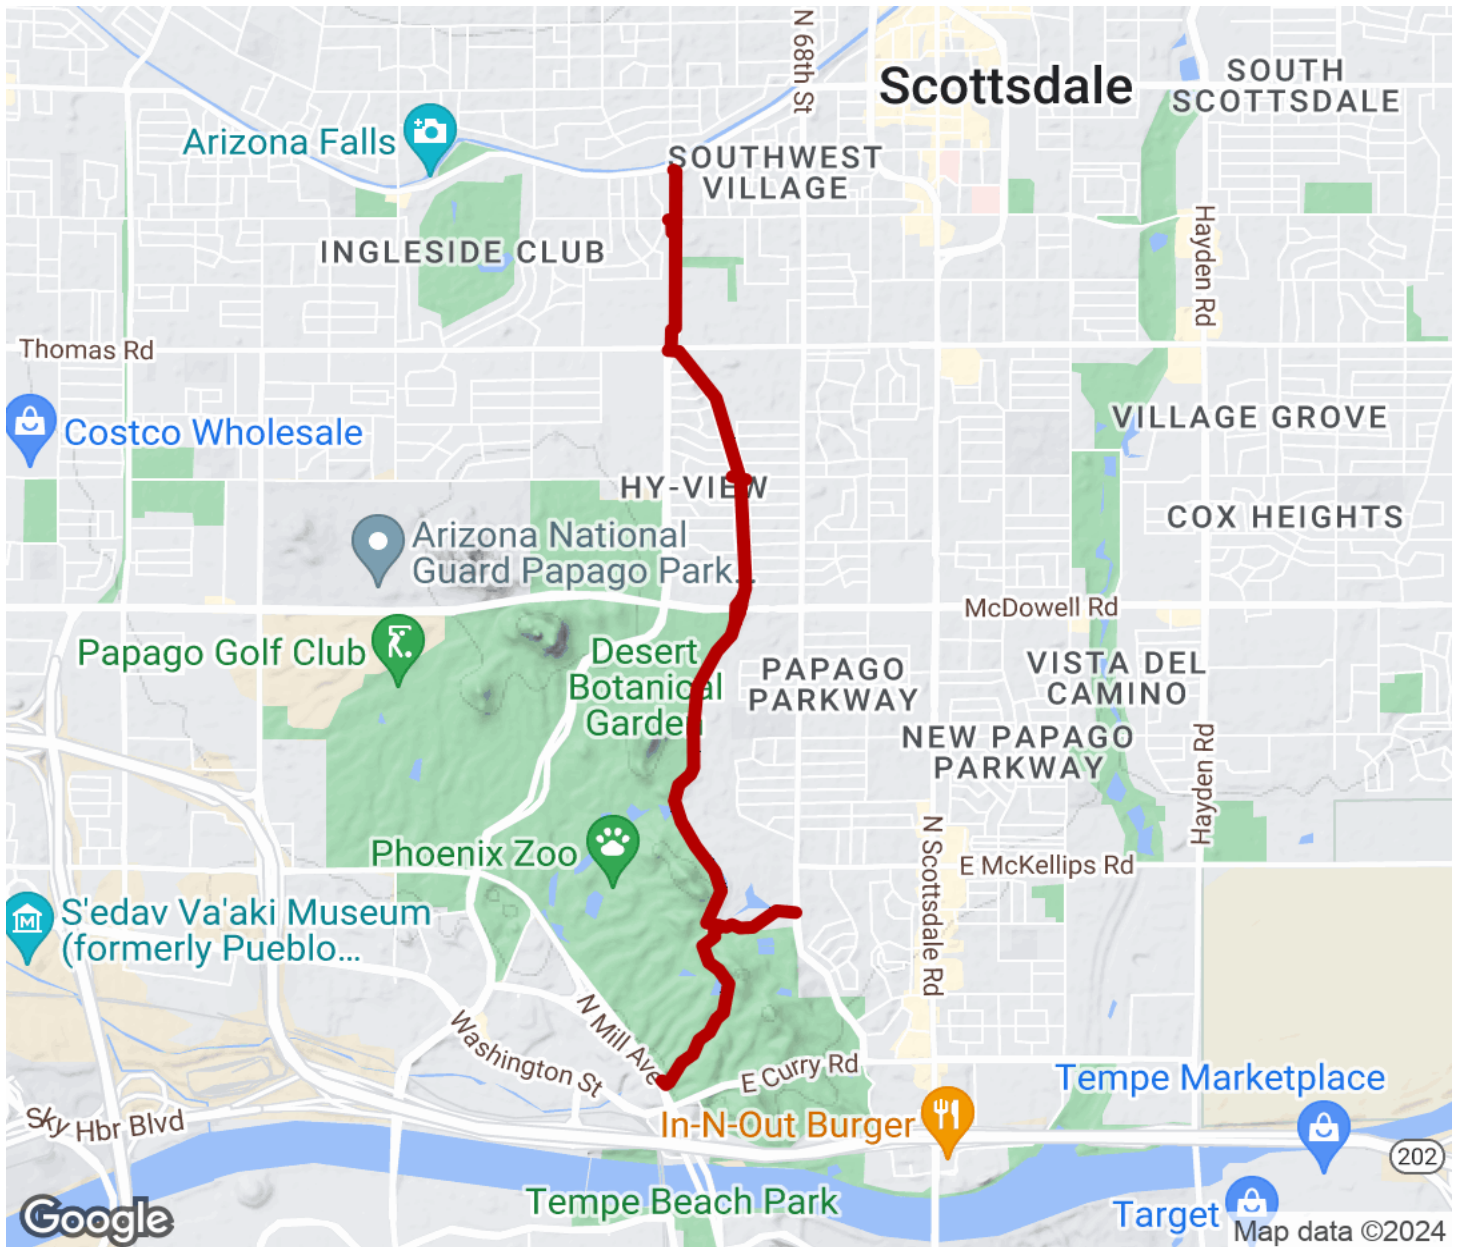 N 68th St
Scottsdale
SOUTH
SCOTTSDALE
Arizona Falls
SOUTHWEST
VILLAGE
INGLESIDE CLUB
Hayden Rd
Thomas Rd
VILLAGE GROVE
Costco Wholesale
HY-VIEW
COX HEIGHTS
Arizona National
Guard Papago Park...
McDowell Rd
Papago Golf Club
Desert
Botanical
Garden
PAPAGO
PARKWAY
VISTA DEL
CAMINO
NEW PAPAGO
PARKWAY
Hayden Rd
Phoenix Zoo
N Scottsdale Rd
E McKellips Rd
S'edav Va'aki Museum
(formerly Pueblo...
N Mill Ave
Washington St
E Curry Rd
Tempe Marketplace
Sky Hbr Blvd
In-N-Out Burger
202
Tempe Beach Park
Target
Google
Map data ©2024